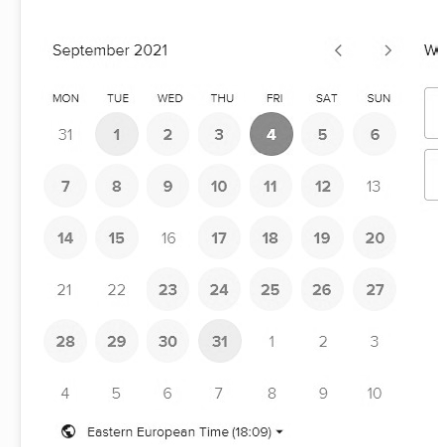 September 2021
W
MON TUE WED THU FRI SAT SUN
31 1 2 3 4 5 6
7 8 9 10 11 12 13
14 15 16 17 18 19 20
21 22 23 24 25 26 27
28 29 30 31 1 2 3
4 5 6 7 8 9 10
Eastern European Time (18:09)